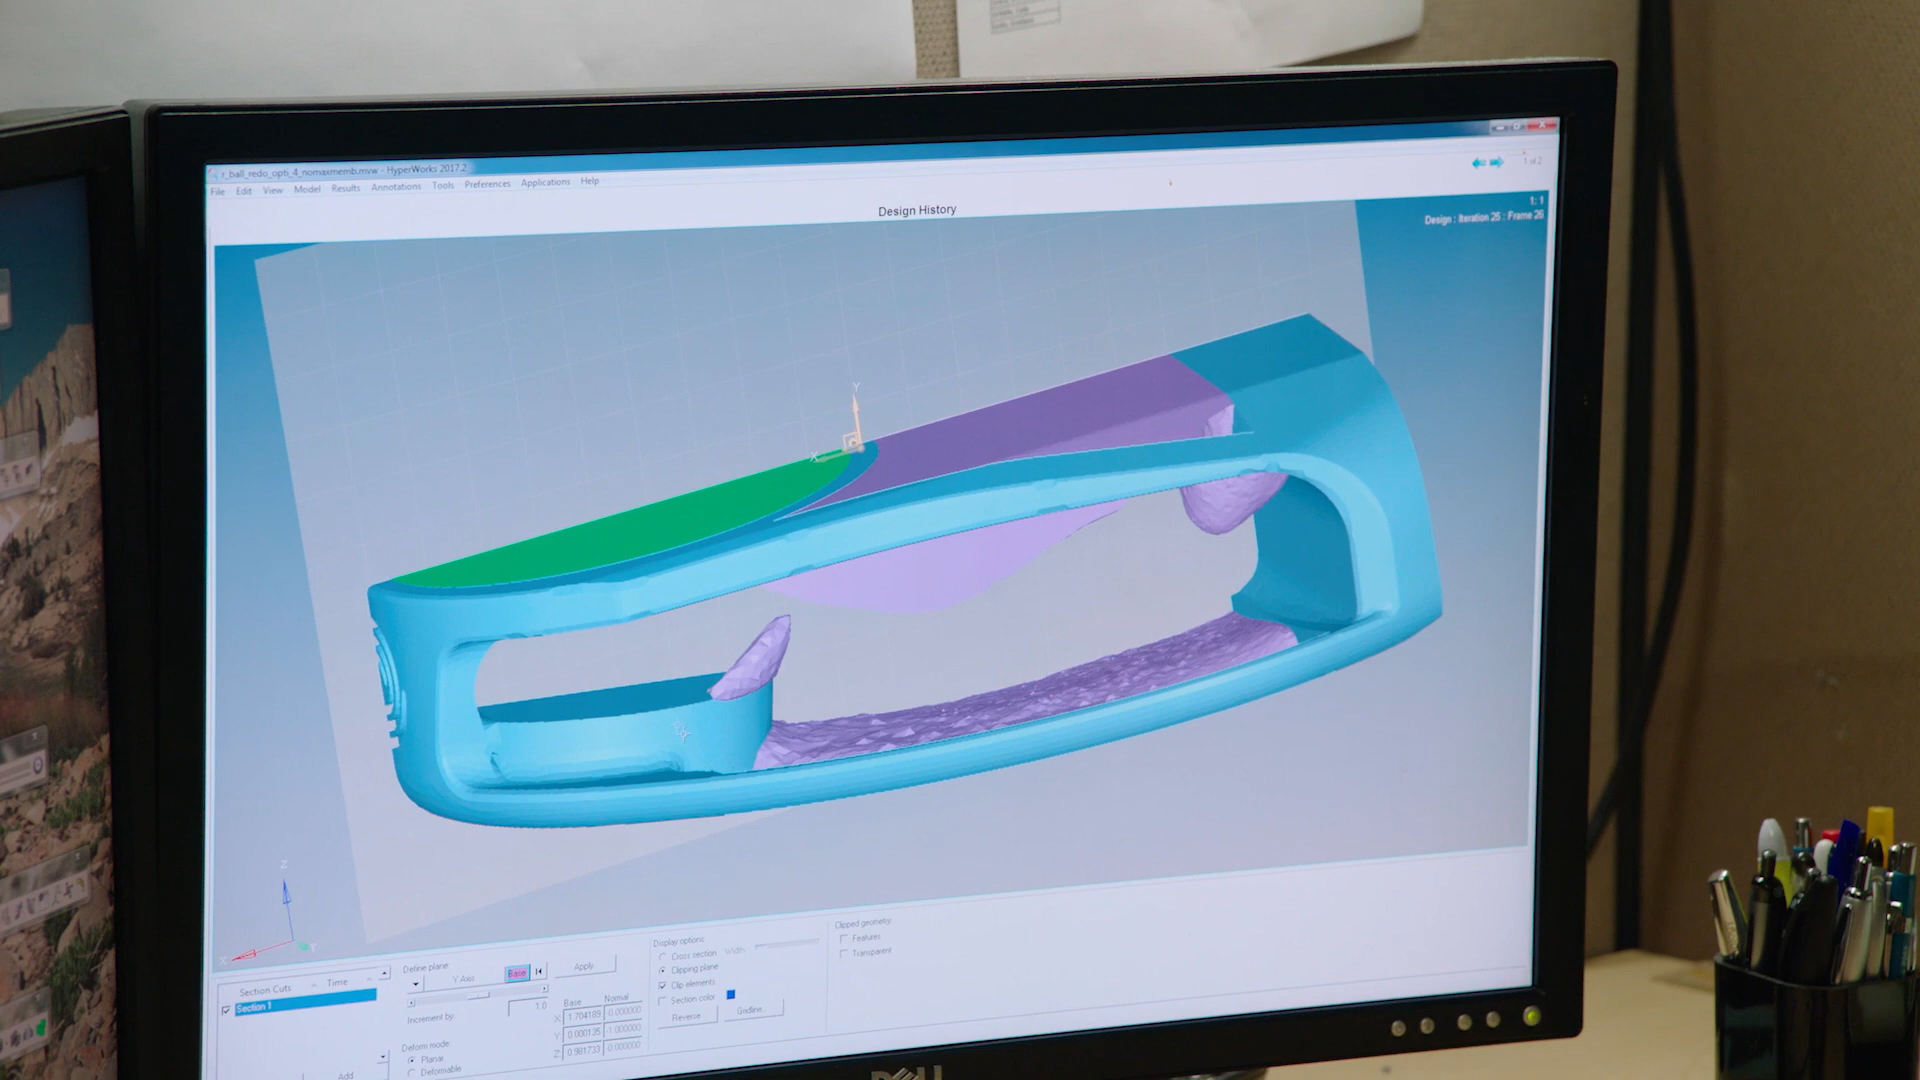 r_ball_redo_opti_4_nomaxmemb.mvw - HyperWorks 2017.2
File Edit View Model Results Annotations Tools Preferences Applications Help
1 of 2
Design History
1: 1
Design : Iteration 25 : Frame 26
Y
X
Z
X
Y
Section Cuts Time
Section 1
Add
Define plane:
Y Axis Base Apply
Increment by: 1.0
Deform mode:
Planar
Deformable
Base Normal
X 1.704189 -0.000000
Y 0.000135 -1.000000
Z 0.981733 -0.000000
Display options:
Cross section Width:
Clipping plane
Clip elements
Section color
Reverse Gridline...
Clipped geometry:
Features
Transparent
DELL